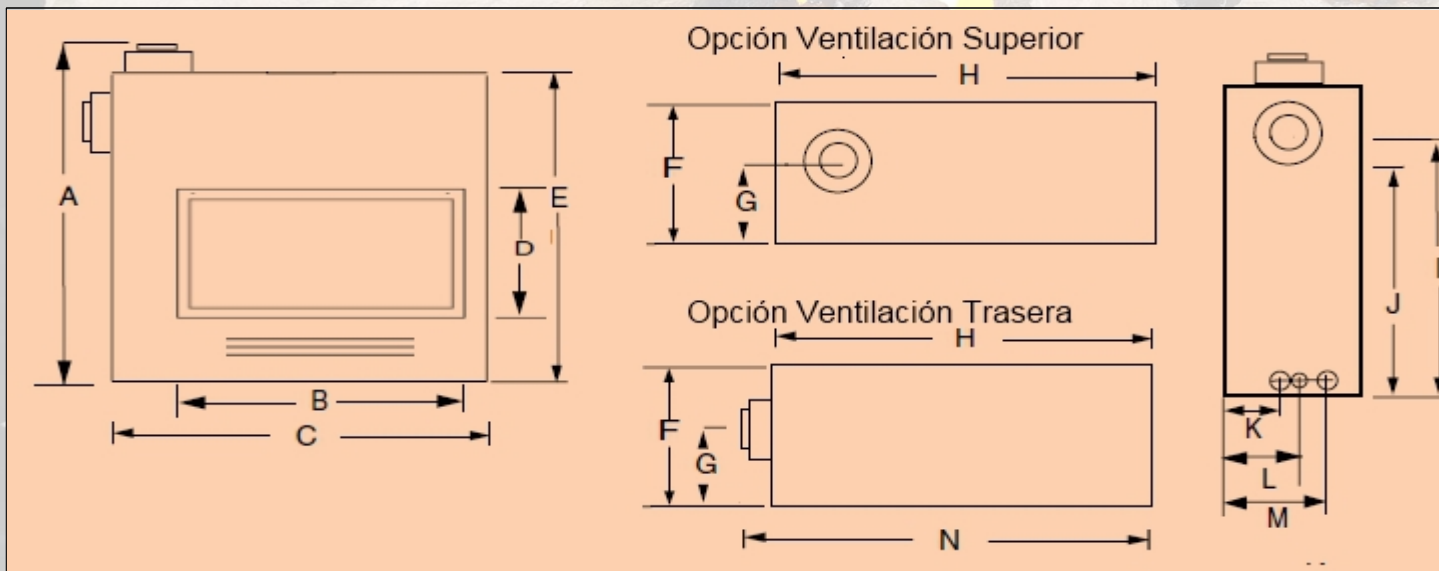 Opción Ventilación Superior
H
F
G
A
E
D
B
C
Opción Ventilación Trasera
H
F
G
N
J
K
L
M